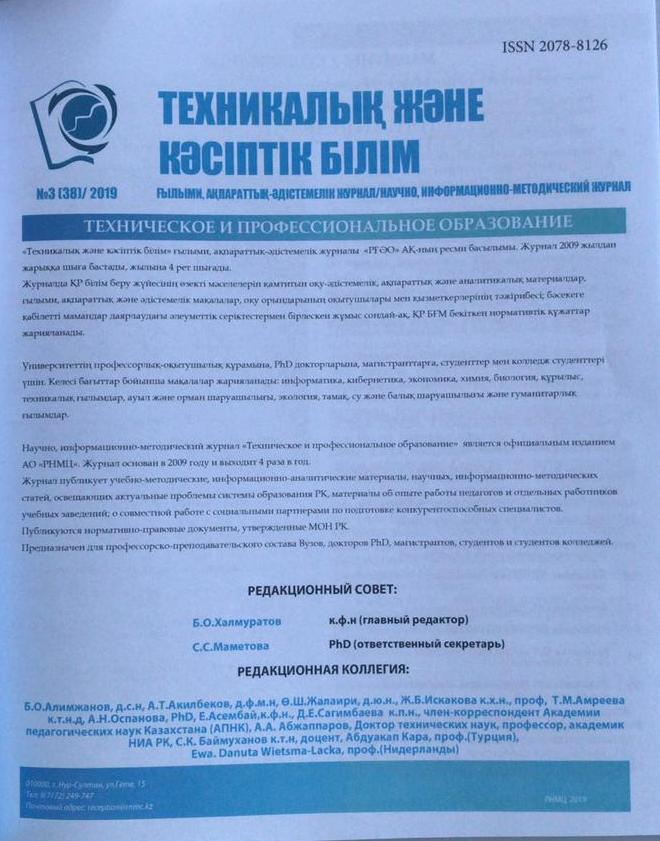 ISSN 2078-8126
ТЕХНИКАЛЫҚ ЖӘНЕ
КӘСІПТІК БІЛІМ
№3 (38)/ 2019
ҒЫЛЫМИ, АҚПАРАТТЫҚ-ӘДІСТЕМЕЛІК ЖУРНАЛ/НАУЧНО, ИНФОРМАЦИОННО-МЕТОДИЧЕСКИЙ ЖУРНАЛ
ТЕХНИЧЕСКОЕ И ПРОФЕССИОНАЛЬНОЕ ОБРАЗОВАНИЕ
«Техникалық және кәсіптік білім» ғылыми, ақпараттық-әдістемелік журналы «РҒӘО» АҚ-ның ресми басылымы. Журнал 2009 жылдан
жарыққа шыға бастады, жылына 4 рет шығады.
Журналда ҚР білім беру жүйесінің өзекті мәселелерін қамтитын оқу-әдістемелік, ақпараттық және аналитикалық материалдар,
ғылыми, ақпараттық және әдістемелік мақалалар, оқу орындарының оқытушылары мен қызметкерлерінің тәжірибесі; бәсекеге
қабілетті мамандар даярлаудағы әлеуметтік серіктестермен бірлескен жұмыс сондай-ақ, ҚР БҒМ бекіткен нормативтік құжаттар
жарияланады.
Университеттің профессорлық-оқытушылық құрамына, PhD докторларына, магистранттарға, студенттер мен колледж студенттері
үшін. Келесі бағыттар бойынша мақалалар жарияланады: информатика, кибернетика, экономика, химия, биология, құрылыс,
техникалық ғылымдар, ауыл және орман шаруашылығы, экология, тамақ, су және балық шаруашылығы және гуманитарлық
ғылымдар.
Научно, информационно-методический журнал «Техническое и профессиональное образование» является официальным изданием
АО «РНМЦ». Журнал основан в 2009 году и выходит 4 раза в год.
Журнал публикует учебно-методические, информационно-аналитические материалы, научных, информационно-методических
статей, освещающих актуальные проблемы системы образования РК, материалы об опыте работы педагогов и отдельных работников
учебных заведений; о совместной работе с социальными партнерами по подготовке конкурентоспособных специалистов.
Публикуются нормативно-правовые документы, утвержденные МОН РК.
Предназначен для профессорско-преподавательского состава Вузов, докторов PhD, магистрантов, студентов и студентов колледжей.
РЕДАКЦИОННЫЙ СОВЕТ:
Б.О.Халмуратов к.ф.н (главный редактор)
С.С.Маметова PhD (ответственный секретарь)
РЕДАКЦИОННАЯ КОЛЛЕГИЯ:
Б.О.Алимжанов, д.с.н, А.Т.Акилбеков, д.ф.м.н, Ө.Ш.Жалаири, д.ю.н., Ж.Б.Искакова к.х.н., проф, Т.М.Амреева
к.т.н.д, А.Н.Оспанова, PhD, Е.Асембай,к.ф.н., Д.Е.Сагимбаева к.п.н., член-корреспондент Академии
педагогических наук Казахстана (АПНК), А.А. Абжаппаров, Доктор технических наук, профессор, академик
НИА РК, С.К. Баймуханов к.т.н, доцент, Абдуакап Кара, проф.(Турция),
Ewa. Danuta Wietsma-Lacka, проф.(Нидерланды)
010000, г. Нур-Султан, ул.Гете, 15
Тел: 8(7172) 249-747
Почтовый адрес: reception@rnmc.kz
РНМЦ, 2019